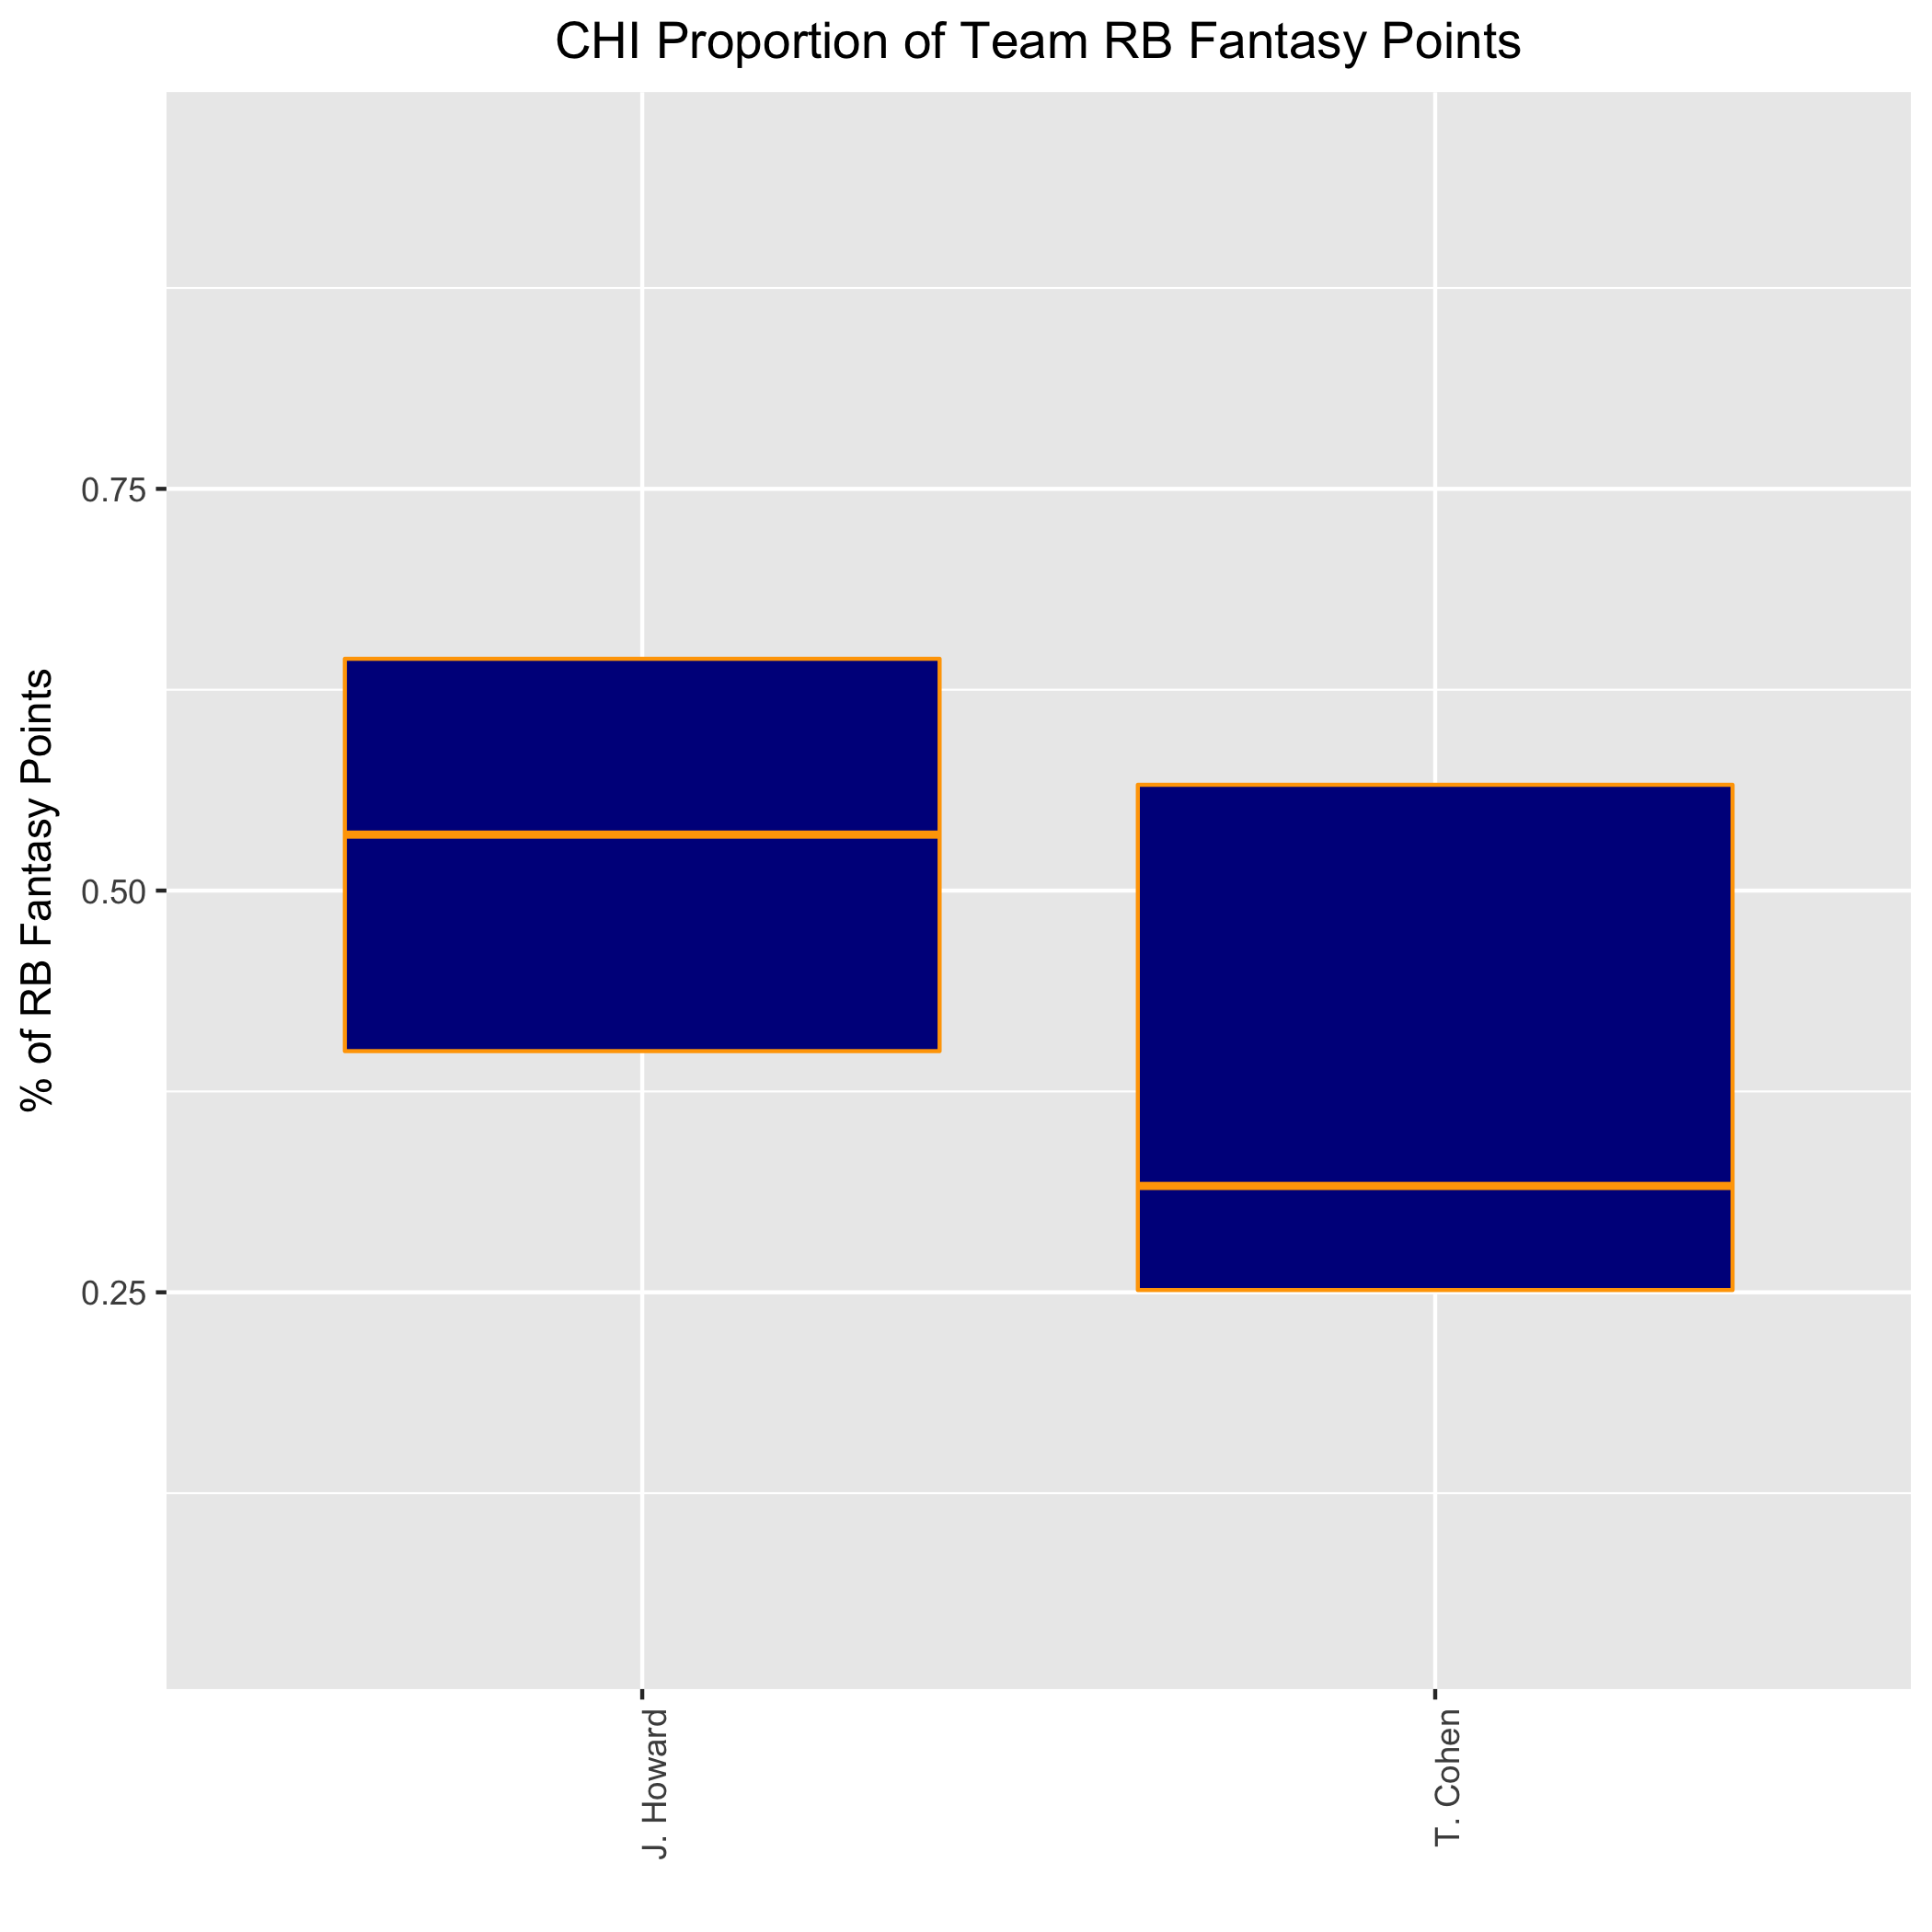 CHI Proportion of Team RB Fantasy Points
% of RB Fantasy Points
0.75
0.50
0.25
J. Howard
T. Cohen